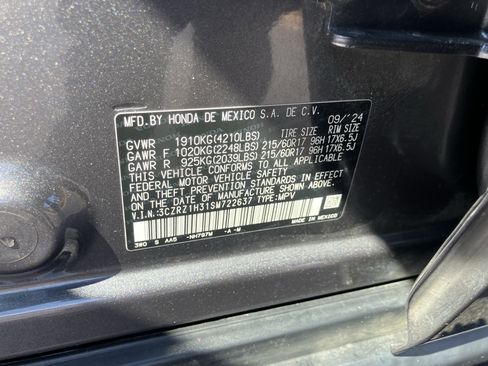 MFD.BY HONDA DE MEXICO S.A. DE C.V. 09/'24
GVWR 1910KG(4210LBS) TIRE SIZE RIM SIZE
GAWR F 1020KG(2248LBS) 215/60R17 96H 17X6.5J
GAWR R 925KG(2039LBS) 215/60R17 96H 17X6.5J
THIS VEHICLE CONFORMS TO ALL APPLICABLE
FEDERAL MOTOR VEHICLE SAFETY STANDARDS IN EFFECT
ON THE DATE OF MANUFACTURE SHOWN ABOVE.
V.I.N:3CZRZ1H31SM722637 TYPE:MPV
3W0 S AA5 -NH797M -A -M MADE IN MEXICO